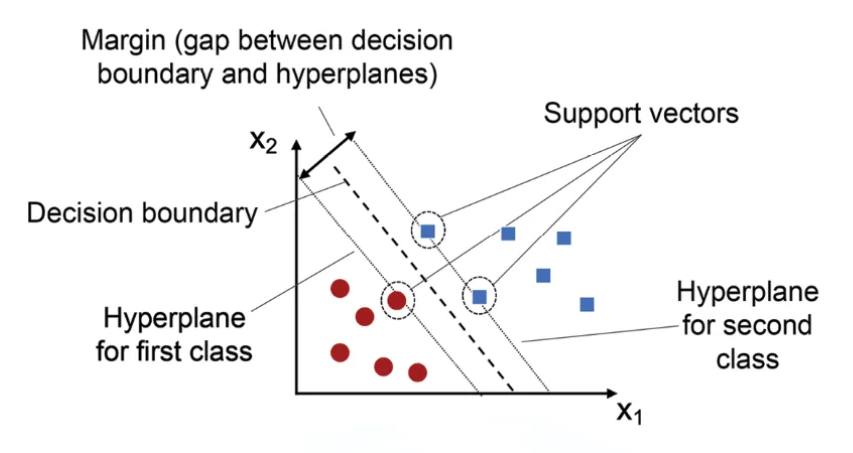 Margin (gap between decision
boundary and hyperplanes)
Support vectors
x2
Decision boundary
Hyperplane
for first class
Hyperplane
for second
class
x1